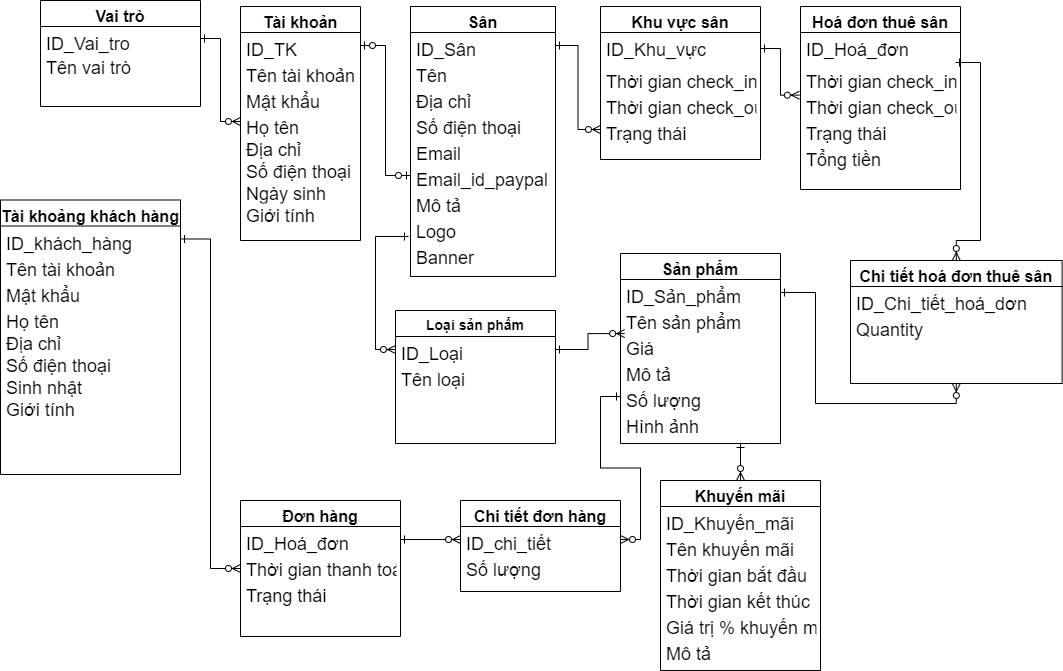 Vai trò
ID_Vai_tro
Tên vai trò
Tài khoản
ID_TK
Tên tài khoản
Mật khẩu
Họ tên
Địa chỉ
Số điện thoại
Ngày sinh
Giới tính
Sân
ID_Sân
Tên
Địa chỉ
Số điện thoại
Email
Email_id_paypal
Mô tả
Logo
Banner
Khu vực sân
ID_Khu_vực
Thời gian check_in
Thời gian check_ou
Trạng thái
Hoá đơn thuê sân
ID_Hoá_đơn
Thời gian check_in
Thời gian check_ou
Trạng thái
Tổng tiền
Tài khoảng khách hàng
ID_khách_hàng
Tên tài khoản
Mật khẩu
Họ tên
Địa chỉ
Số điện thoại
Sinh nhật
Giới tính
Loại sản phẩm
ID_Loại
Tên loại
Sản phẩm
ID_Sản_phẩm
Tên sản phẩm
Giá
Mô tả
Số lượng
Hình ảnh
Chi tiết hoá đơn thuê sân
ID_Chi_tiết_hoá_dơn
Quantity
Đơn hàng
ID_Hoá_đơn
Thời gian thanh toá
Trạng thái
Chi tiết đơn hàng
ID_chi_tiết
Số lượng
Khuyến mãi
ID_Khuyến_mãi
Tên khuyến mãi
Thời gian bắt đầu
Thời gian kết thúc
Giá trị % khuyến m
Mô tả